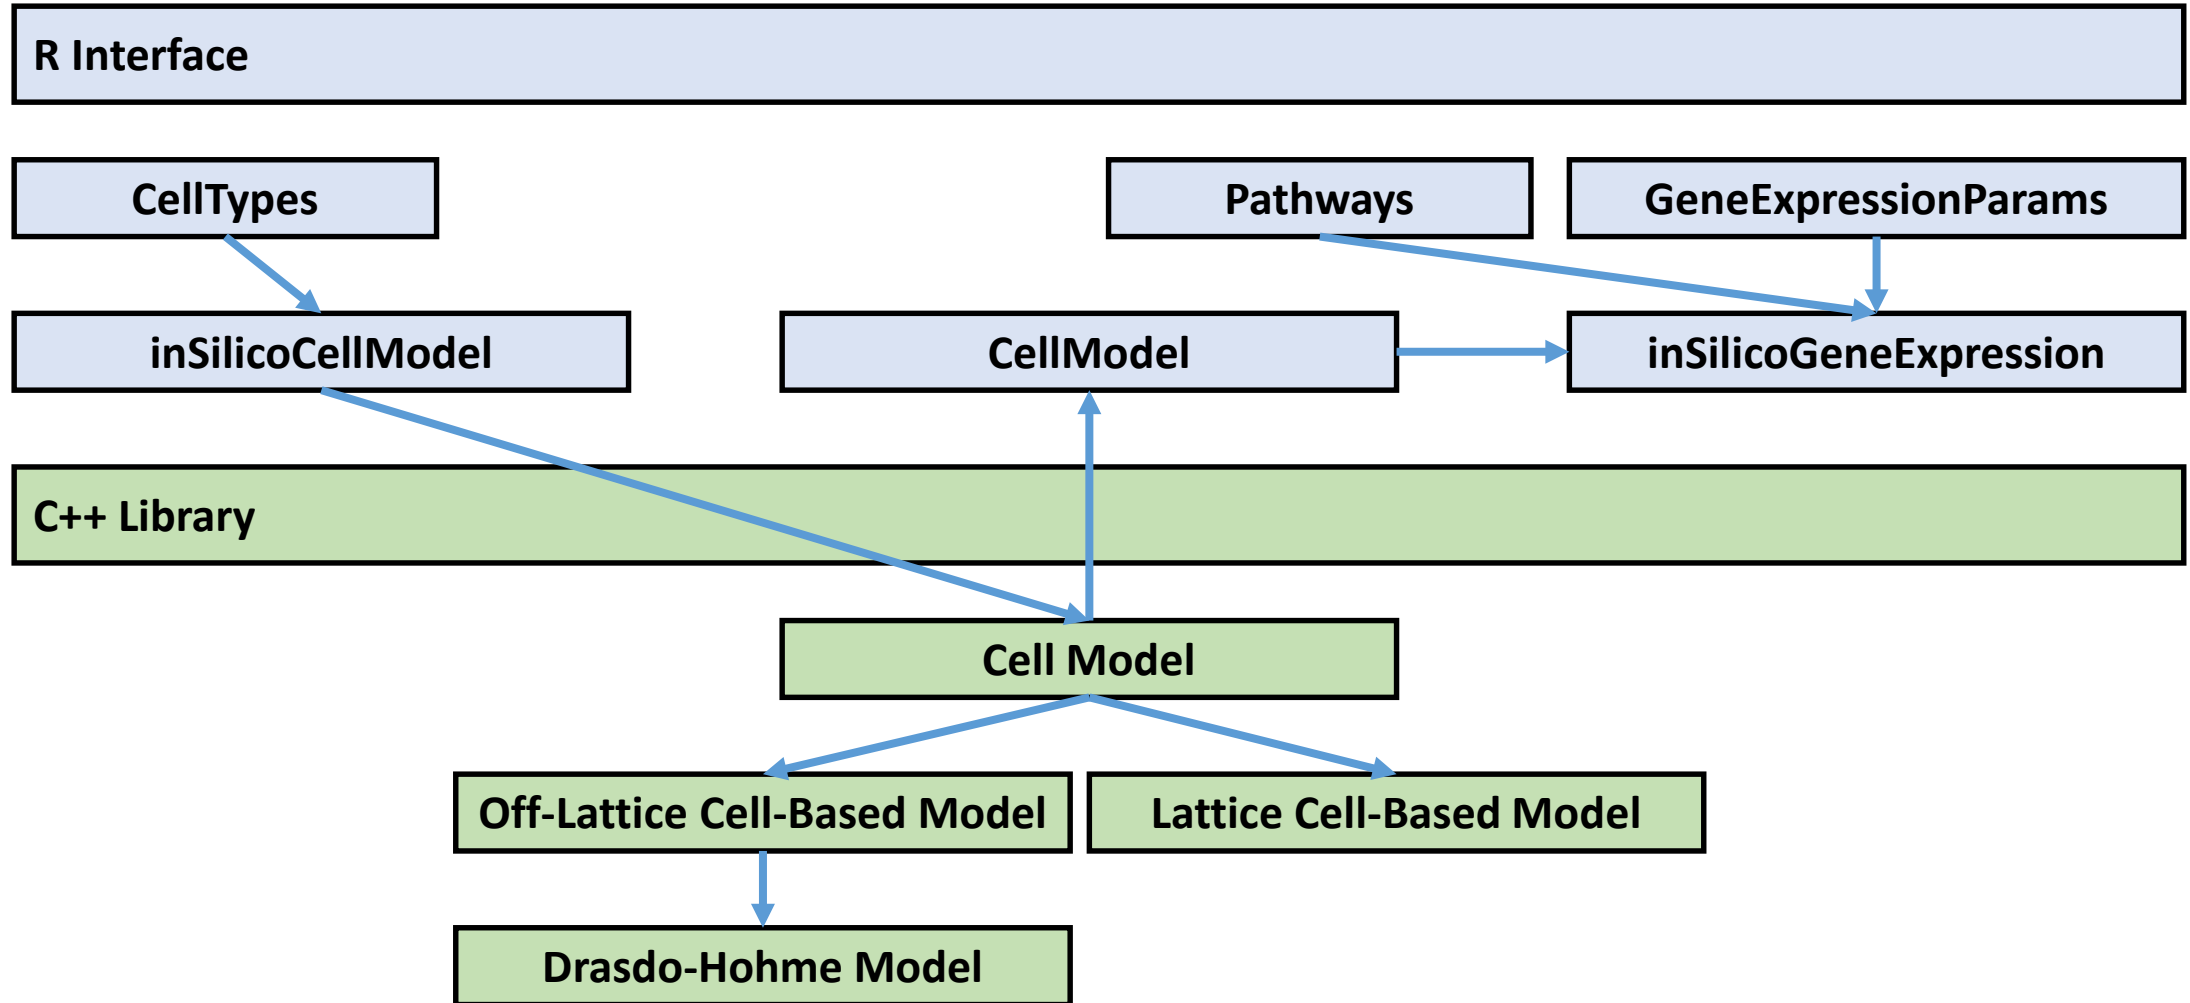 R Interface
CellTypes
Pathways
GeneExpressionParams
inSilicoCellModel
CellModel
inSilicoGeneExpression
C++ Library
Cell Model
Off-Lattice Cell-Based Model
Lattice Cell-Based Model
Drasdo-Hohme Model